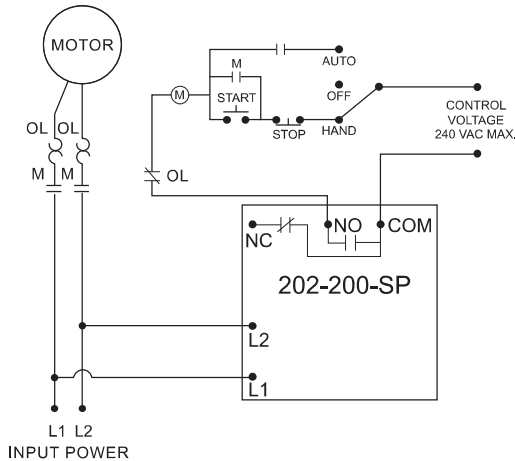 MOTOR
AUTO
M
OFF
START
M
STOP
HAND
CONTROL
VOLTAGE
240 VAC MAX.
OL OL
M M
OL
NC
NO
COM
202-200-SP
L2
L1
L1 L2
INPUT POWER